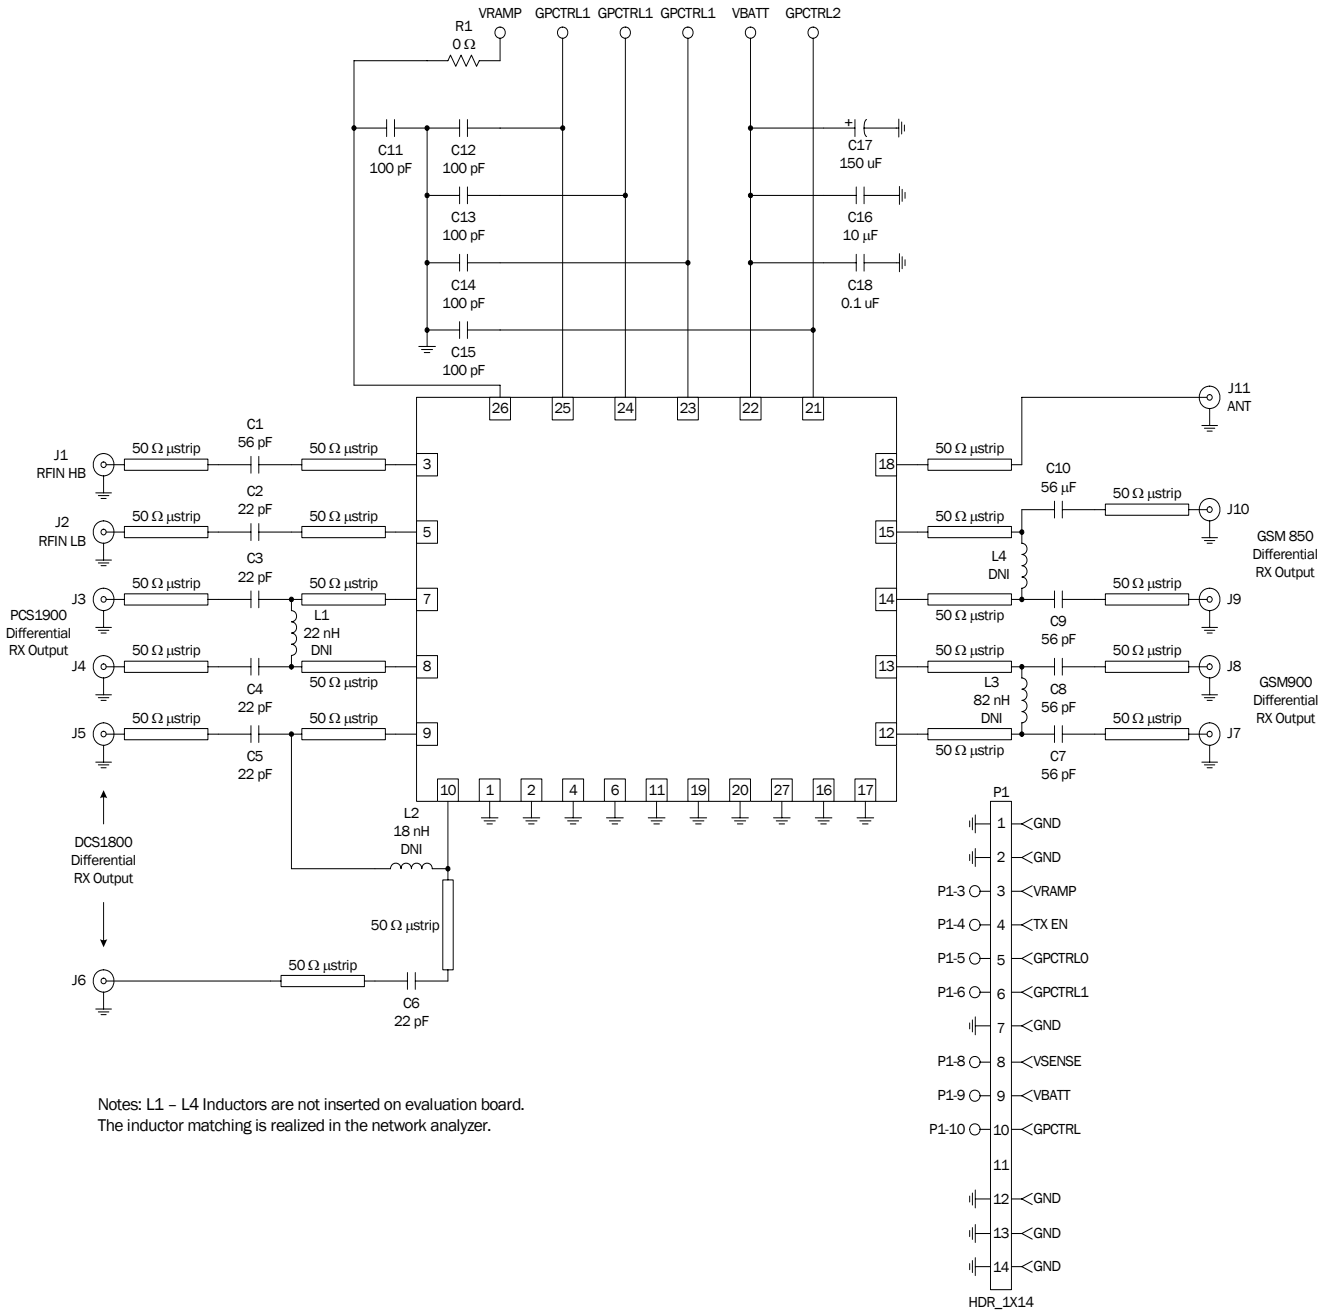 VRAMP GPCTRL1 GPCTRL1 GPCTRL1 VBATT GPCTRL2
R1
0 Ω
C11
100 pF
C12
100 pF
C13
100 pF
C14
100 pF
C15
100 pF
+
C17
150 uF
C16
10 µF
C18
0.1 uF
26 25 24 23 22 21
J1
RFIN HB
50 Ω µstrip
C1
56 pF
50 Ω µstrip
3
J2
RFIN LB
50 Ω µstrip
C2
22 pF
50 Ω µstrip
5
PCS1900
Differential
RX Output
J3
50 Ω µstrip
C3
22 pF
50 Ω µstrip
7
L1
22 nH
DNI
J4
50 Ω µstrip
C4
22 pF
50 Ω µstrip
8
J5
50 Ω µstrip
C5
22 pF
50 Ω µstrip
9
DCS1800
Differential
RX Output
L2
18 nH
DNI
50 Ω µstrip
J6
50 Ω µstrip
C6
22 pF
10 1 2 4 6 11 19 20 27 16 17
18
50 Ω µstrip
J11
ANT
15
50 Ω µstrip
C10
56 µF
50 Ω µstrip
J10
L4
DNI
GSM 850
Differential
RX Output
14
50 Ω µstrip
C9
56 pF
50 Ω µstrip
J9
13
50 Ω µstrip
C8
56 pF
50 Ω µstrip
J8
L3
82 nH
DNI
GSM900
Differential
RX Output
12
50 Ω µstrip
C7
56 pF
50 Ω µstrip
J7
P1
1 GND
2 GND
P1-3 3 VRAMP
P1-4 4 TX EN
P1-5 5 GPCTRL0
P1-6 6 GPCTRL1
7 GND
P1-8 8 VSENSE
P1-9 9 VBATT
P1-10 10 GPCTRL
11
12 GND
13 GND
14 GND
HDR_1X14
Notes: L1 – L4 Inductors are not inserted on evaluation board.
The inductor matching is realized in the network analyzer.